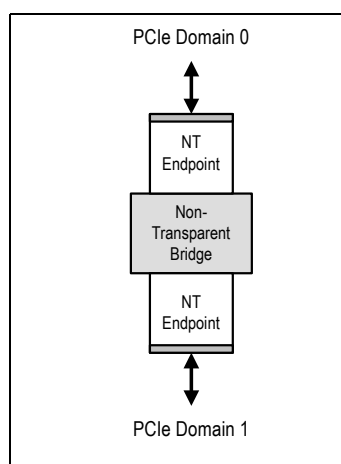 PCIe Domain 0
NT
Endpoint
Non-
Transparent
Bridge
NT
Endpoint
PCIe Domain 1